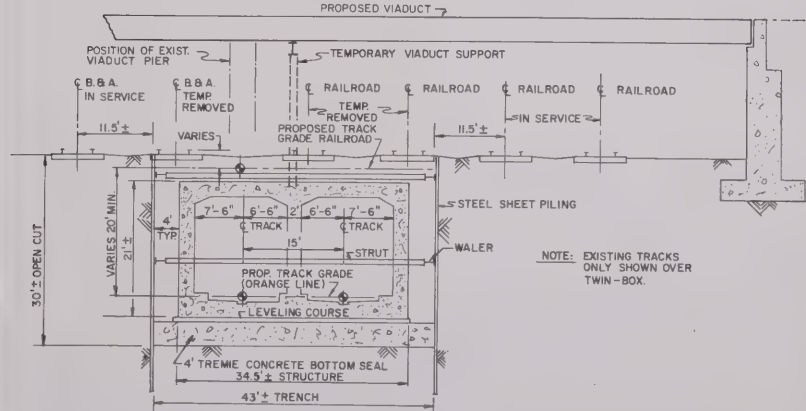 PROPOSED VIADUCT
POSITION OF EXIST.
VIADUCT PIER
TEMPORARY VIADUCT SUPPORT
℄ B.& A.
IN SERVICE
℄ B.& A.
TEMP.
REMOVED
℄ RAILROAD
℄ RAILROAD
℄ RAILROAD
℄ RAILROAD
TEMP.
REMOVED
IN SERVICE
11.5'±
VARIES
PROPOSED TRACK
GRADE RAILROAD
11.5'±
30'± OPEN CUT
VARIES 20' MIN.
21'±
4'
TYP.
7'-6"
6'-6"
2'
6'-6"
7'-6"
℄ TRACK
℄ TRACK
15'
STEEL SHEET PILING
STRUT
WALER
PROP. TRACK GRADE
(ORANGE LINE)
LEVELING COURSE
4' TREMIE CONCRETE BOTTOM SEAL
34.5'± STRUCTURE
43'± TRENCH
NOTE: EXISTING TRACKS
ONLY SHOWN OVER
TWIN-BOX.